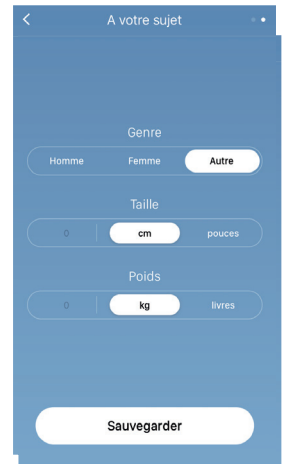 A votre sujet
Genre
Homme Femme Autre
Taille
0 cm pouces
Poids
0 kg livres
Sauvegarder